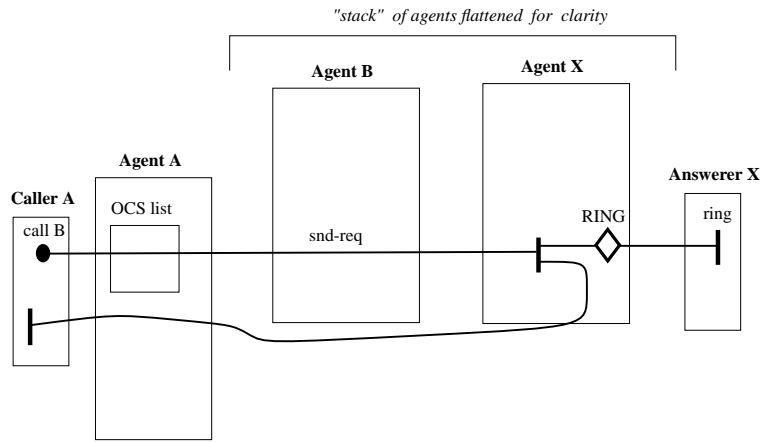 "stack" of agents flattened for clarity
Agent B
Agent X
Agent A
Caller A
Answerer X
call B
OCS list
snd-req
RING
ring